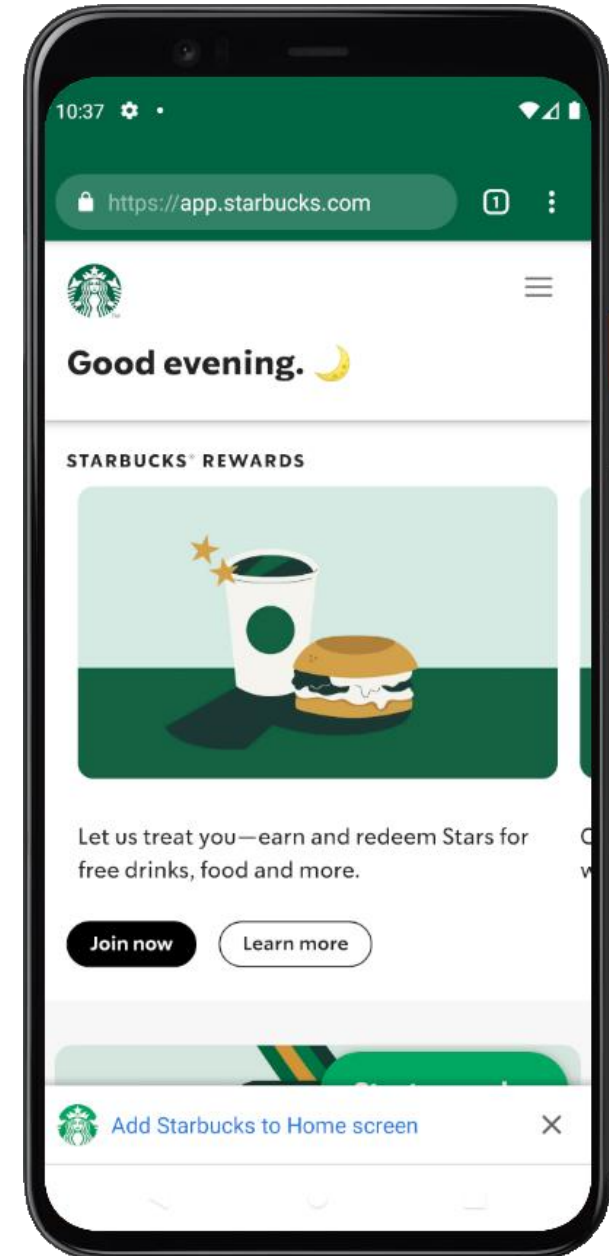 10:37
https://app.starbucks.com
1
Good evening. 🌙
STARBUCKS® REWARDS
Let us treat you—earn and redeem Stars for
free drinks, food and more.
Join now
Learn more
Add Starbucks to Home screen